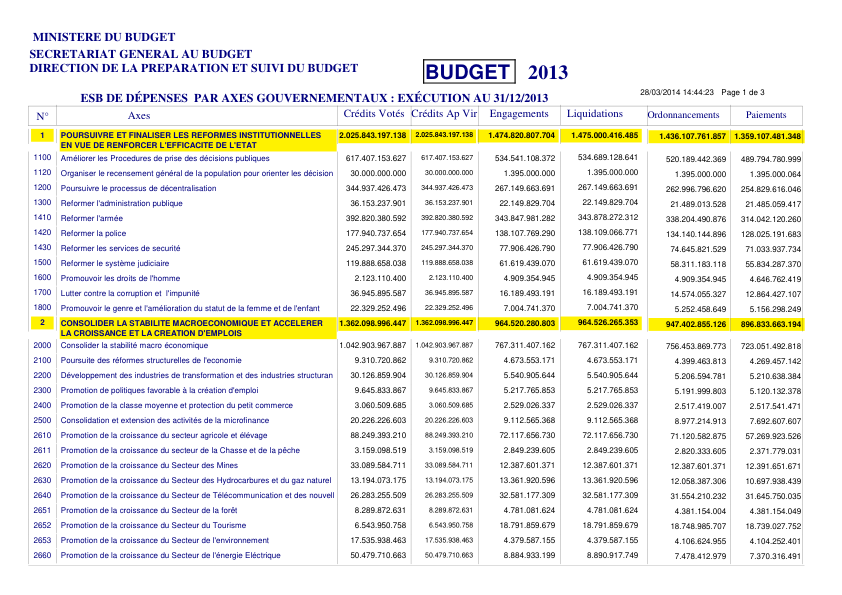 MINISTERE DU BUDGET
SECRETARIAT GENERAL AU BUDGET
DIRECTION DE LA PREPARATION ET SUIVI DU BUDGET
BUDGET 2013
28/03/2014 14:44:23 Page 1 de 3
ESB DE DÉPENSES PAR AXES GOUVERNEMENTAUX : EXÉCUTION AU 31/12/2013
N° Axes Crédits Votés Crédits Ap Vir Engagements Liquidations Ordonnancements Paiements
1 POURSUIVRE ET FINALISER LES REFORMES INSTITUTIONNELLES 2.025.843.197.138 2.025.843.197.138 1.474.820.807.704 1.475.000.416.485 1.436.107.761.857 1.359.107.481.348
EN VUE DE RENFORCER L'EFFICACITE DE L'ETAT
1100 Améliorer les Procedures de prise des décisions publiques 617.407.153.627 617.407.153.627 534.541.108.372 534.689.128.641 520.189.442.369 489.794.780.999
1120 Organiser le recensement général de la population pour orienter les décision 30.000.000.000 30.000.000.000 1.395.000.000 1.395.000.000 1.395.000.000 1.395.000.064
1200 Poursuivre le processus de décentralisation 344.937.426.473 344.937.426.473 267.149.663.691 267.149.663.691 262.996.796.620 254.829.616.046
1300 Reformer l'administration publique 36.153.237.901 36.153.237.901 22.149.829.704 22.149.829.704 21.489.013.528 21.485.059.417
1410 Reformer l'armée 392.820.380.592 392.820.380.592 343.847.981.282 343.878.272.312 338.204.490.876 314.042.120.260
1420 Reformer la police 177.940.737.654 177.940.737.654 138.107.769.290 138.109.066.771 134.140.144.896 128.025.191.683
1430 Reformer les services de securité 245.297.344.370 245.297.344.370 77.906.426.790 77.906.426.790 74.645.821.529 71.033.937.734
1500 Reformer le système judiciaire 119.888.658.038 119.888.658.038 61.619.439.070 61.619.439.070 58.311.183.118 55.834.287.370
1600 Promouvoir les droits de l'homme 2.123.110.400 2.123.110.400 4.909.354.945 4.909.354.945 4.909.354.945 4.646.762.419
1700 Lutter contre la corruption et l'impunité 36.945.895.587 36.945.895.587 16.189.493.191 16.189.493.191 14.574.055.327 12.864.427.107
1800 Promouvoir le genre et l'amélioration du statut de la femme et de l'enfant 22.329.252.496 22.329.252.496 7.004.741.370 7.004.741.370 5.252.458.649 5.156.298.249
2 CONSOLIDER LA STABILITE MACROECONOMIQUE ET ACCELERER 1.362.098.996.447 1.362.098.996.447 964.520.280.803 964.526.265.353 947.402.855.126 896.833.663.194
LA CROISSANCE ET LA CREATION D'EMPLOIS
2000 Consolider la stabilité macro économique 1.042.903.967.887 1.042.903.967.887 767.311.407.162 767.311.407.162 756.453.869.773 723.051.492.818
2100 Poursuite des réformes structurelles de l'economie 9.310.720.862 9.310.720.862 4.673.553.171 4.673.553.171 4.399.463.813 4.269.457.142
2200 Développement des industries de transformation et des industries structuran 30.126.859.904 30.126.859.904 5.540.905.644 5.540.905.644 5.206.594.781 5.210.638.384
2300 Promotion de politiques favorable à la création d'emploi 9.645.833.867 9.645.833.867 5.217.765.853 5.217.765.853 5.191.999.803 5.120.132.378
2400 Promotion de la classe moyenne et protection du petit commerce 3.060.509.685 3.060.509.685 2.529.026.337 2.529.026.337 2.517.419.007 2.517.541.471
2500 Consolidation et extension des activités de la microfinance 20.226.226.603 20.226.226.603 9.112.565.368 9.112.565.368 8.977.214.913 7.692.607.607
2610 Promotion de la croissance du secteur agricole et élévage 88.249.393.210 88.249.393.210 72.117.656.730 72.117.656.730 71.120.582.875 57.269.923.526
2611 Promotion de la croissance du secteur de la Chasse et de la pêche 3.159.098.519 3.159.098.519 2.849.239.605 2.849.239.605 2.820.333.605 2.371.779.031
2620 Promotion de la croissance du Secteur des Mines 33.089.584.711 33.089.584.711 12.387.601.371 12.387.601.371 12.387.601.371 12.391.651.671
2630 Promotion de la croissance du Secteur des Hydrocarbures et du gaz naturel 13.194.073.175 13.194.073.175 13.361.920.596 13.361.920.596 12.058.387.306 10.697.938.439
2640 Promotion de la croissance du Secteur de Télécommunication et des nouvell 26.283.255.509 26.283.255.509 32.581.177.309 32.581.177.309 31.554.210.232 31.645.750.035
2651 Promotion de la croissance du Secteur de la forêt 8.289.872.631 8.289.872.631 4.781.081.624 4.781.081.624 4.381.154.004 4.381.154.049
2652 Promotion de la croissance du Secteur du Tourisme 6.543.950.758 6.543.950.758 18.791.859.679 18.791.859.679 18.748.985.707 18.739.027.752
2653 Promotion de la croissance du Secteur de l'environnement 17.535.938.463 17.535.938.463 4.379.587.155 4.379.587.155 4.106.624.955 4.104.252.401
2660 Promotion de la croissance du Secteur de l'énergie Eléctrique 50.479.710.663 50.479.710.663 8.884.933.199 8.890.917.749 7.478.412.979 7.370.316.491